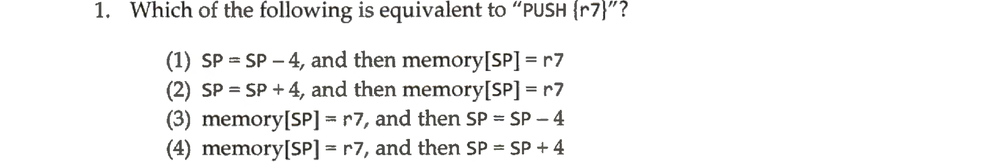 1. Which of the following is equivalent to “PUSH {r7}”?
(1) SP = SP – 4, and then memory[SP] = r7
(2) SP = SP + 4, and then memory[SP] = r7
(3) memory[SP] = r7, and then SP = SP – 4
(4) memory[SP] = r7, and then SP = SP + 4